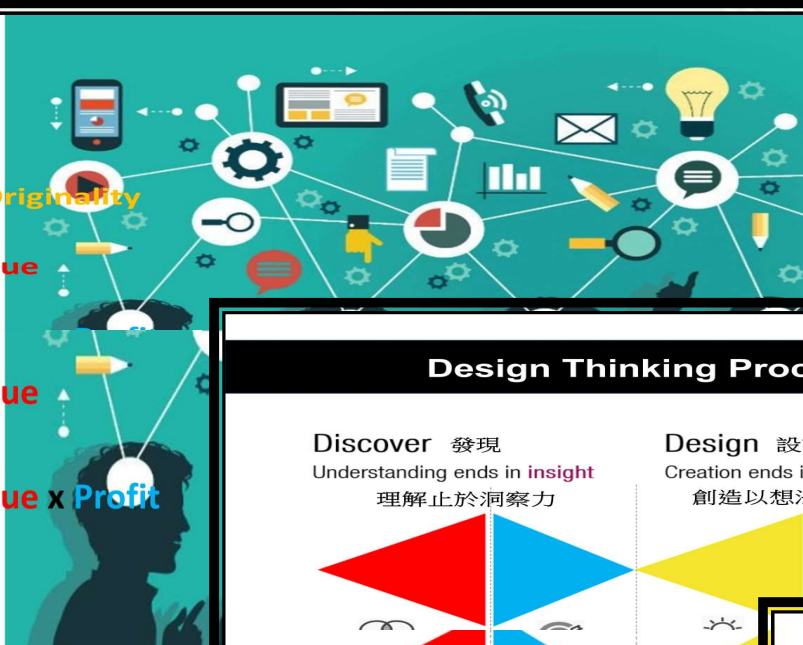 Originality
ue
ue
ue x Profit
Design Thinking Proc
Discover 發現
Understanding ends in insight
理解止於洞察力
Design 設
Creation ends i
創造以想